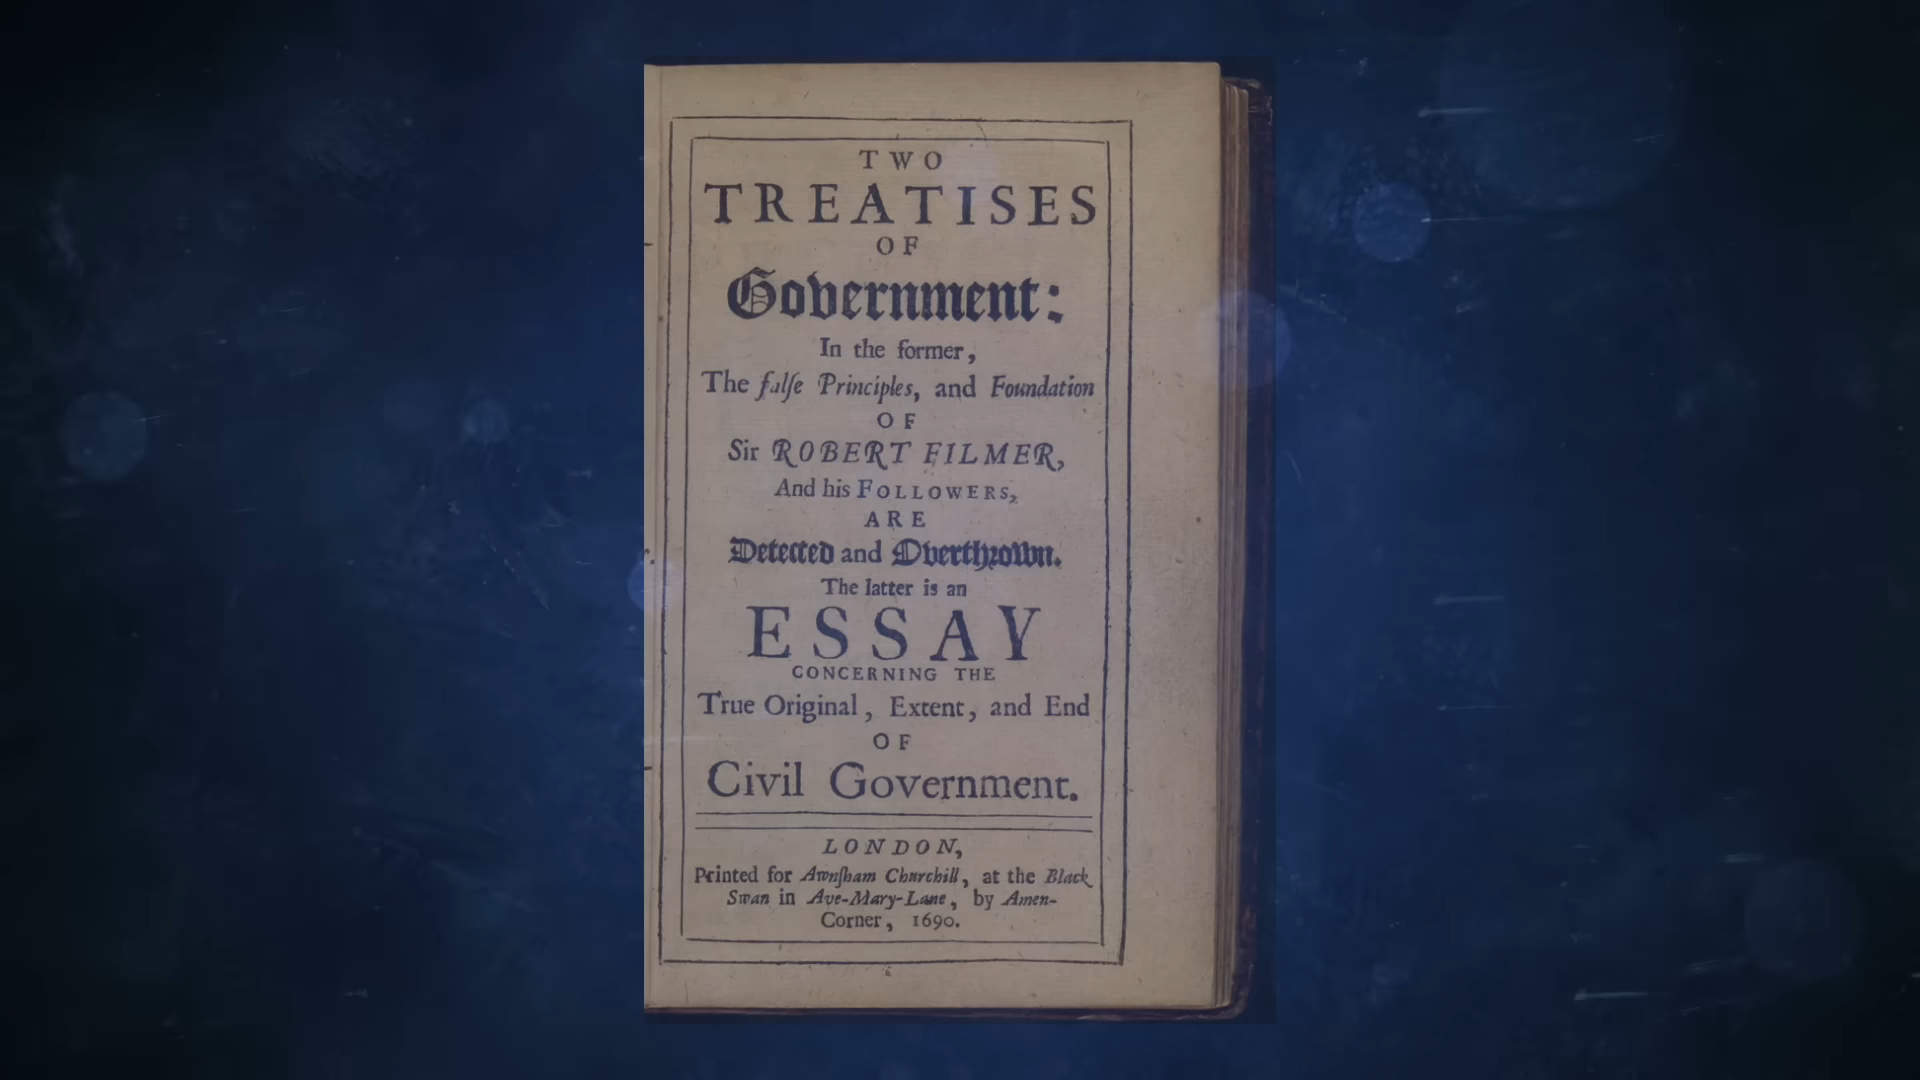 TWO
TREATISES
OF
Government:
In the former,
The falſe Principles, and Foundation
OF
Sir ROBERT FILMER,
And his FOLLOWERS,
ARE
Detected and Overthrown.
The latter is an
ESSAY
CONCERNING THE
True Original, Extent, and End
OF
Civil Government.
LONDON,
Printed for Awnſham Churchill, at the Black
Swan in Ave-Mary-Lane, by Amen-
Corner, 1690.